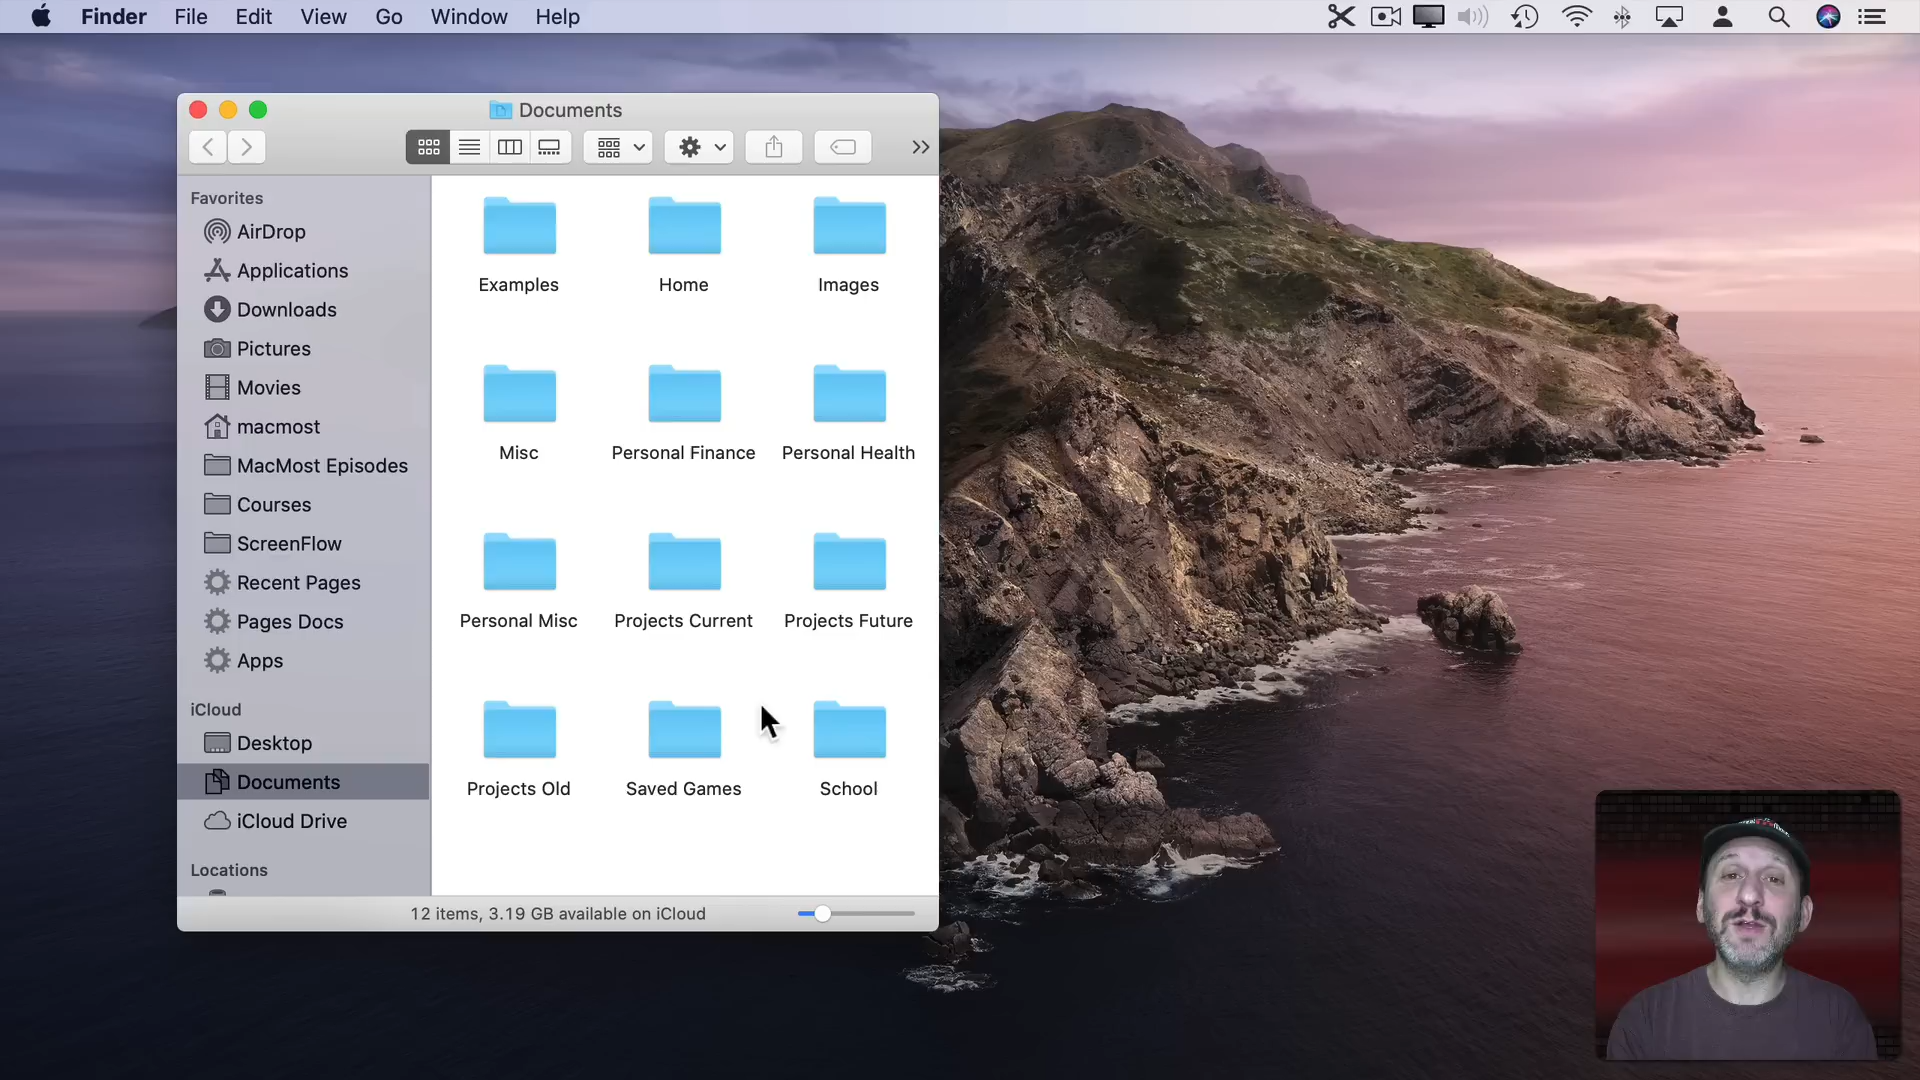 Finder File Edit View Go Window Help
Documents
Favorites
AirDrop
Applications
Downloads
Pictures
Movies
macmost
MacMost Episodes
Courses
ScreenFlow
Recent Pages
Pages Docs
Apps
iCloud
Desktop
Documents
iCloud Drive
Locations
Examples Home Images
Misc Personal Finance Personal Health
Personal Misc Projects Current Projects Future
Projects Old Saved Games School
12 items, 3.19 GB available on iCloud